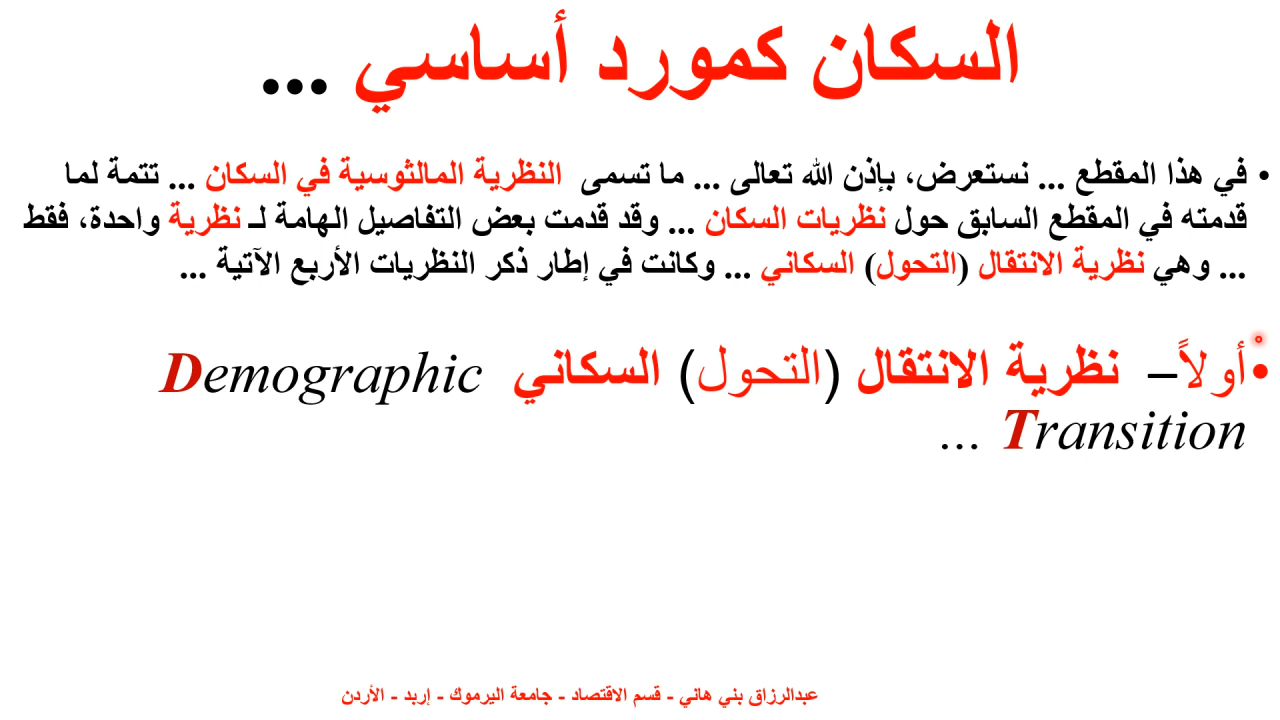 السكان كمورد أساسي ...
• في هذا المقطع ... نستعرض، بإذن الله تعالى ... ما تسمى النظرية المالثوسية في السكان ... تتمة لما
قدمته في المقطع السابق حول نظريات السكان ... وقد قدمت بعض التفاصيل الهامة لـ نظرية واحدة، فقط
... وهي نظرية الانتقال (التحول) السكاني ... وكانت في إطار ذكر النظريات الأربع الآتية ...
• أولاً– نظرية الانتقال (التحول) السكاني Demographic
Transition ...
عبدالرزاق بني هاني - قسم الاقتصاد - جامعة اليرموك - إربد - الأردن